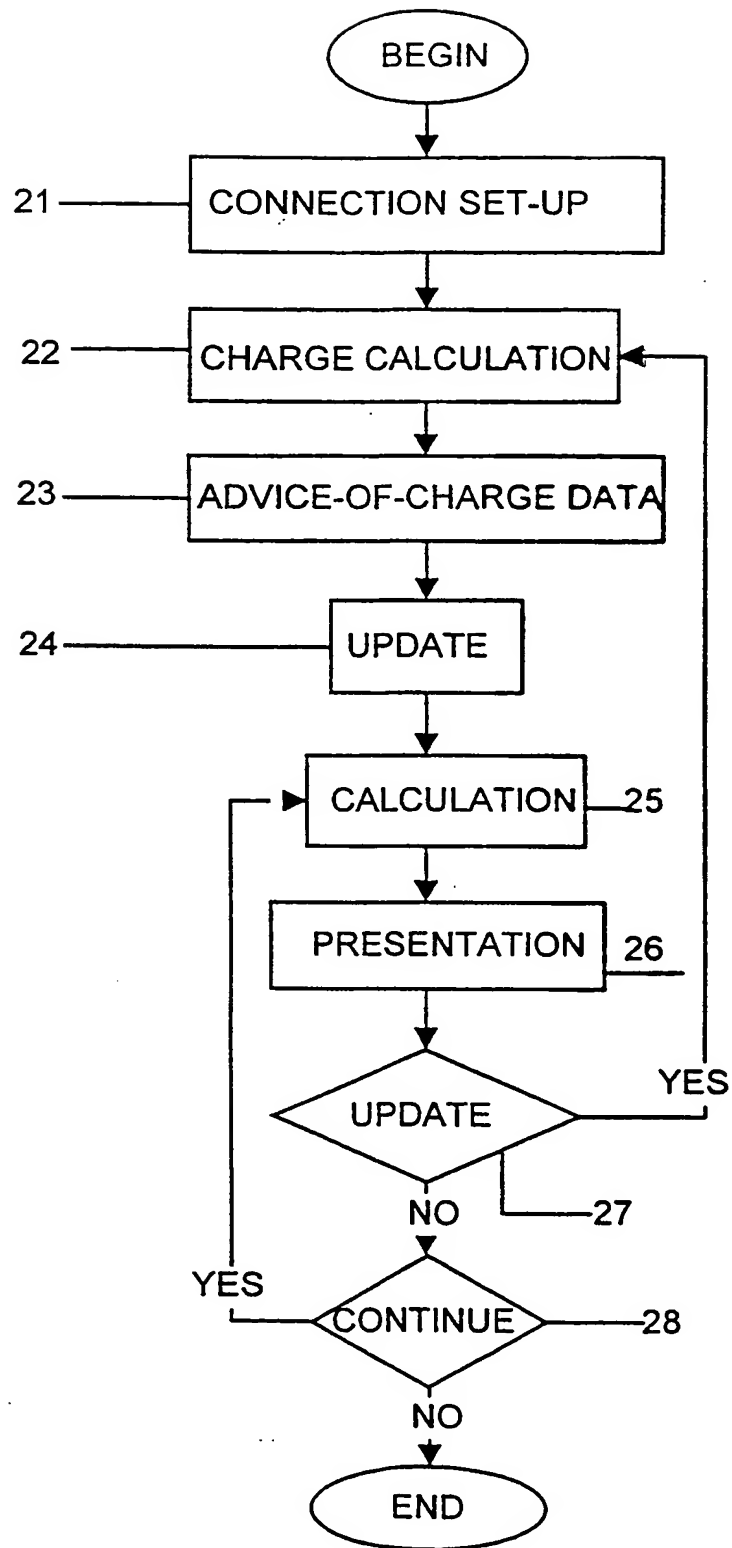 BEGIN
21 CONNECTION SET-UP
22 CHARGE CALCULATION
23 ADVICE-OF-CHARGE DATA
24 UPDATE
CALCULATION 25
PRESENTATION 26
YES
UPDATE
NO 27
YES
CONTINUE 28
NO
END